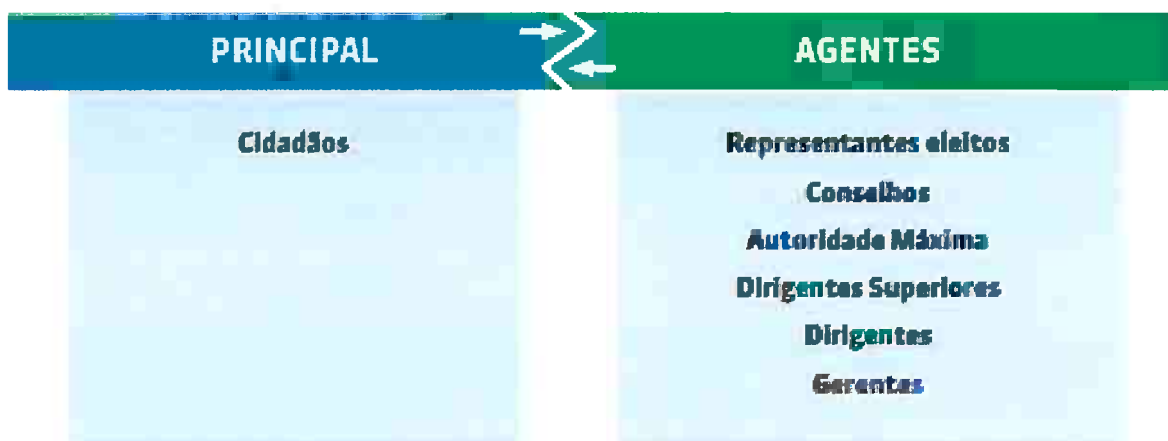 PRINCIPAL
AGENTES
Cidadãos
Representantes eleitos
Conselhos
Autoridade Máxima
Dirigentes Superiores
Dirigentes
Gerentes